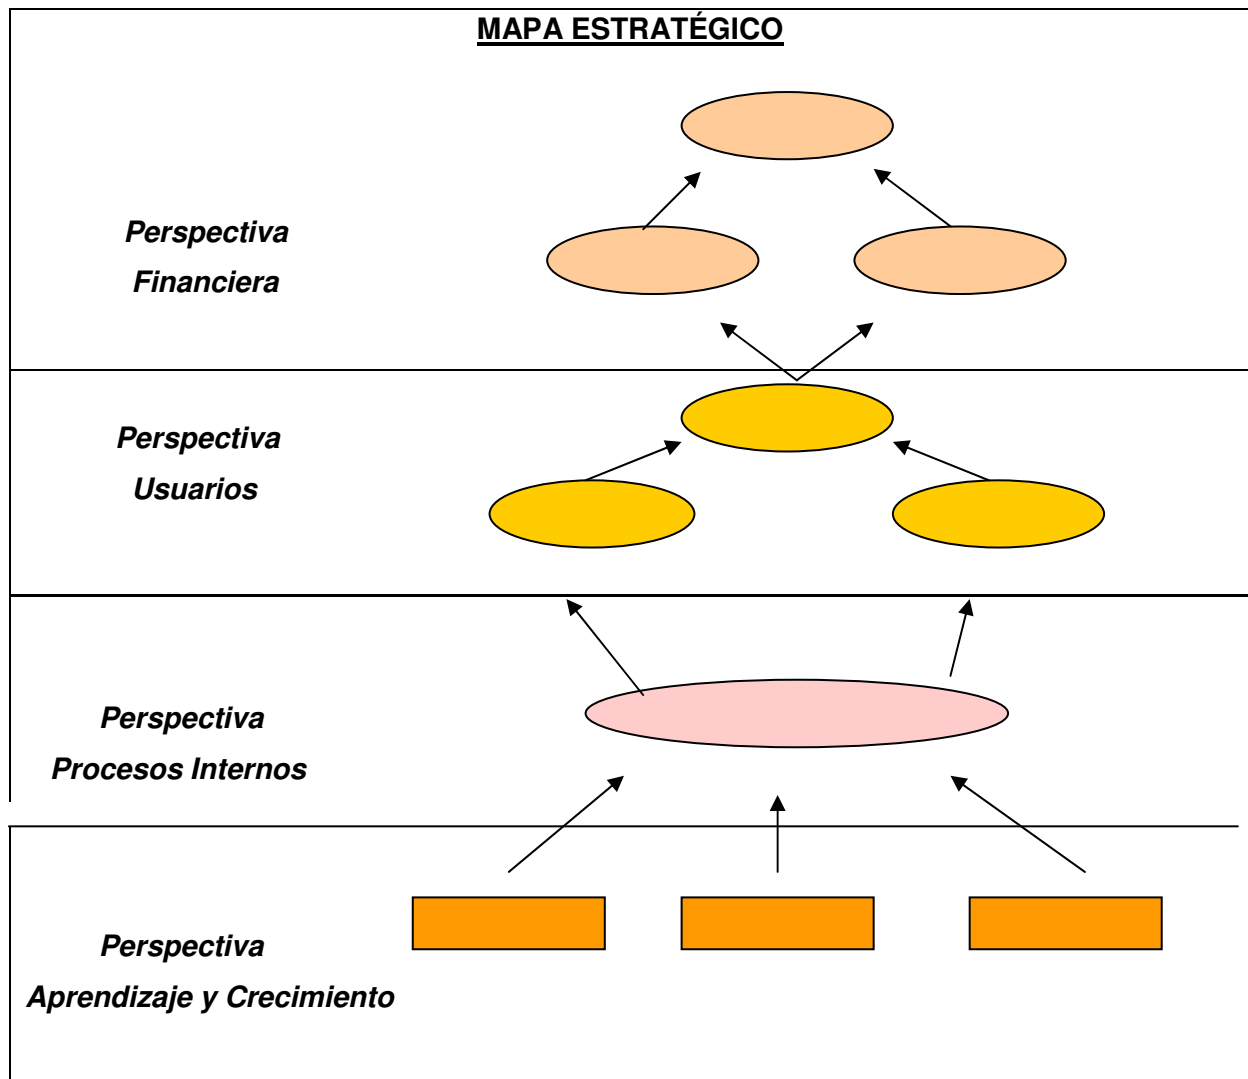 MAPA ESTRATÉGICO
Perspectiva
Financiera
Perspectiva
Usuarios
Perspectiva
Procesos Internos
Perspectiva
Aprendizaje y Crecimiento